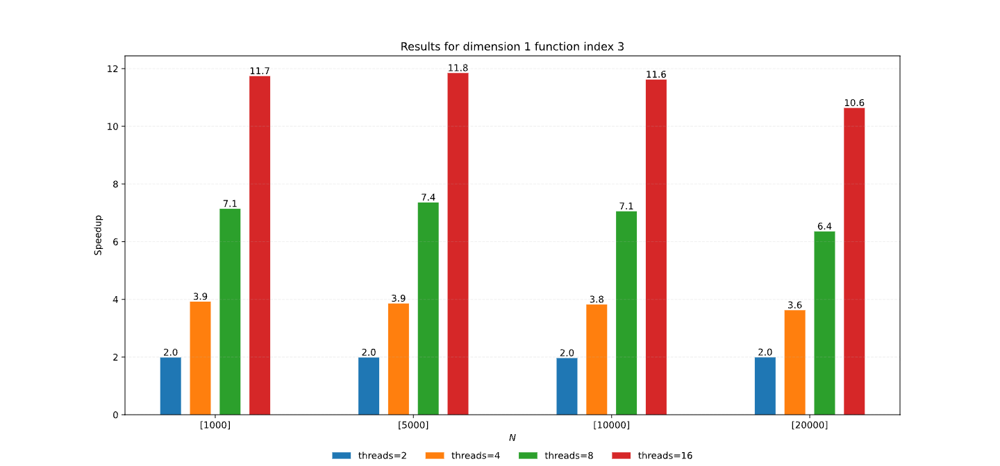 Results for dimension 1 function index 3
12
10
8
6
4
2
0
Speedup
2.0 3.9 7.1 11.7
2.0 3.9 7.4 11.8
2.0 3.8 7.1 11.6
2.0 3.6 6.4 10.6
[1000] [5000] [10000] [20000]
N
threads=2 threads=4 threads=8 threads=16